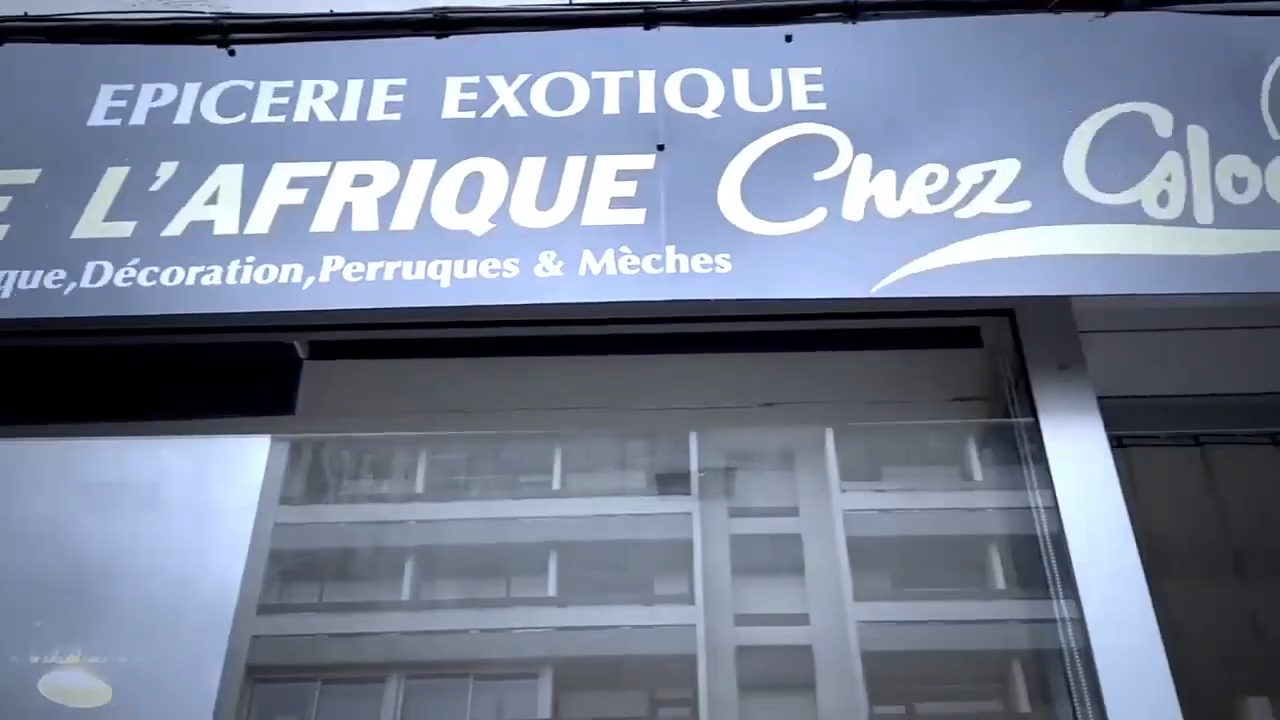 EPICERIE EXOTIQUE
L'AFRIQUE Chez
que,Décoration,Perruques & Mèches